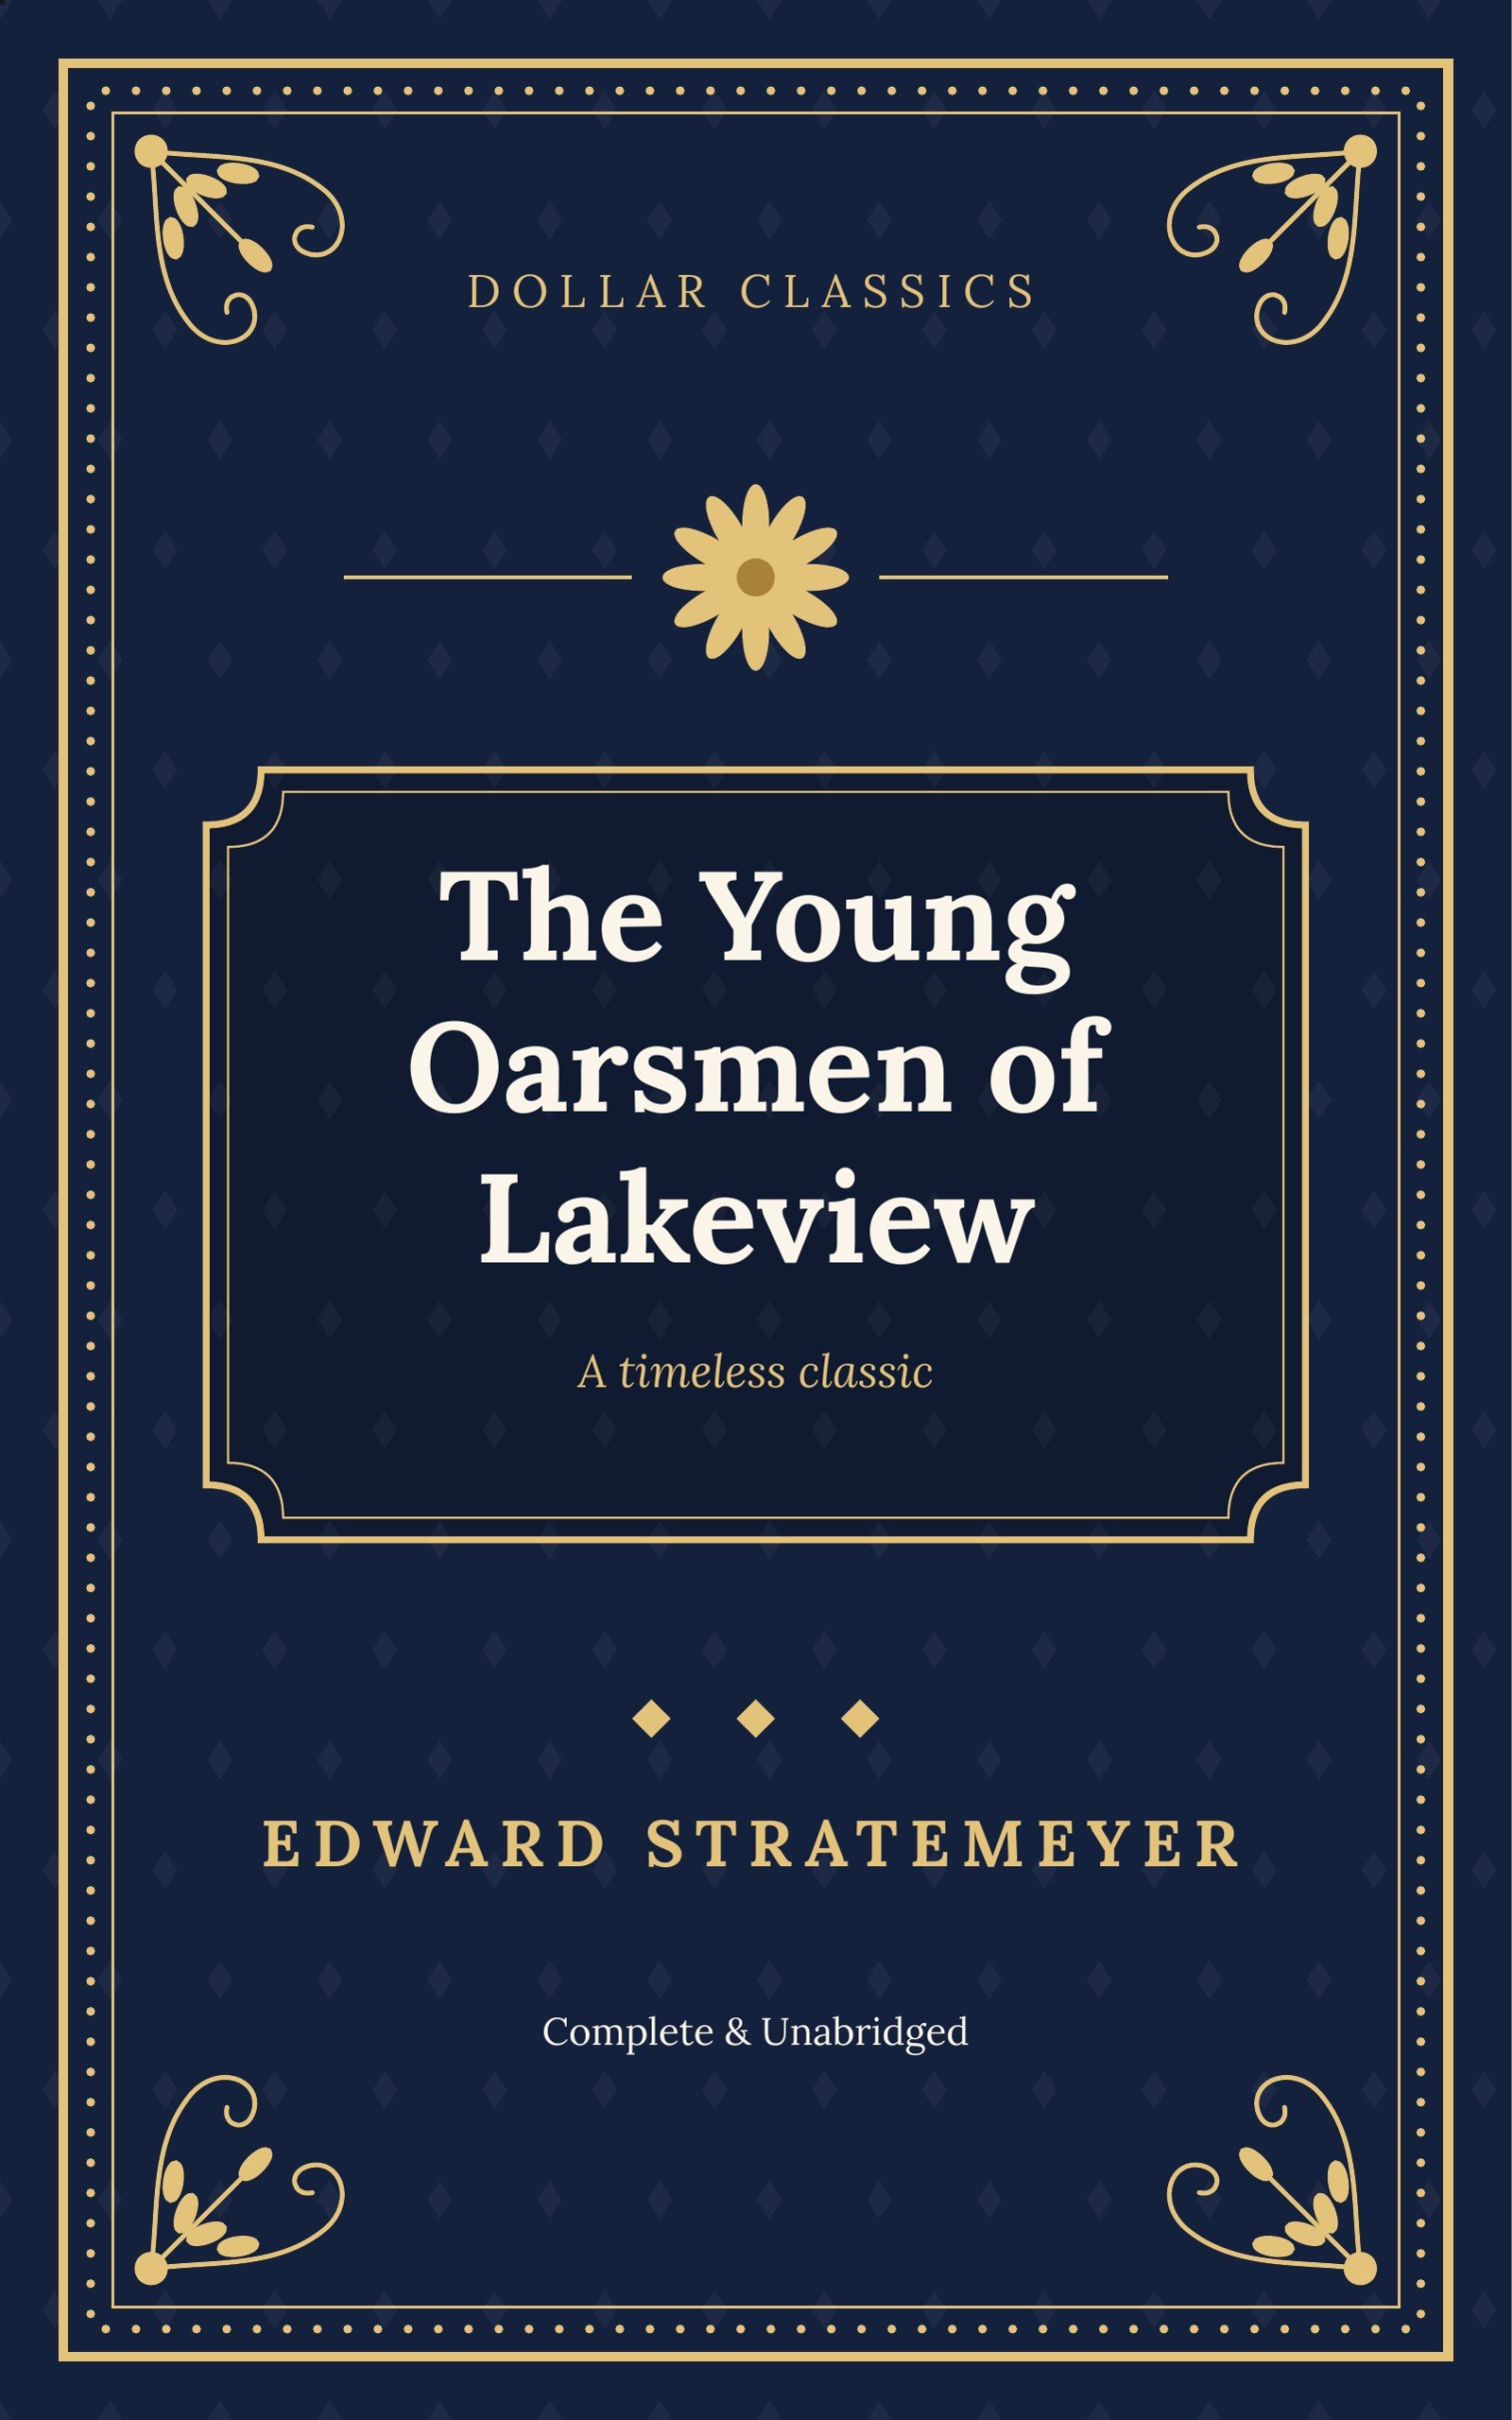 DOLLAR CLASSICS
The Young
Oarsmen of
Lakeview
A timeless classic
EDWARD STRATEMEYER
Complete & Unabridged